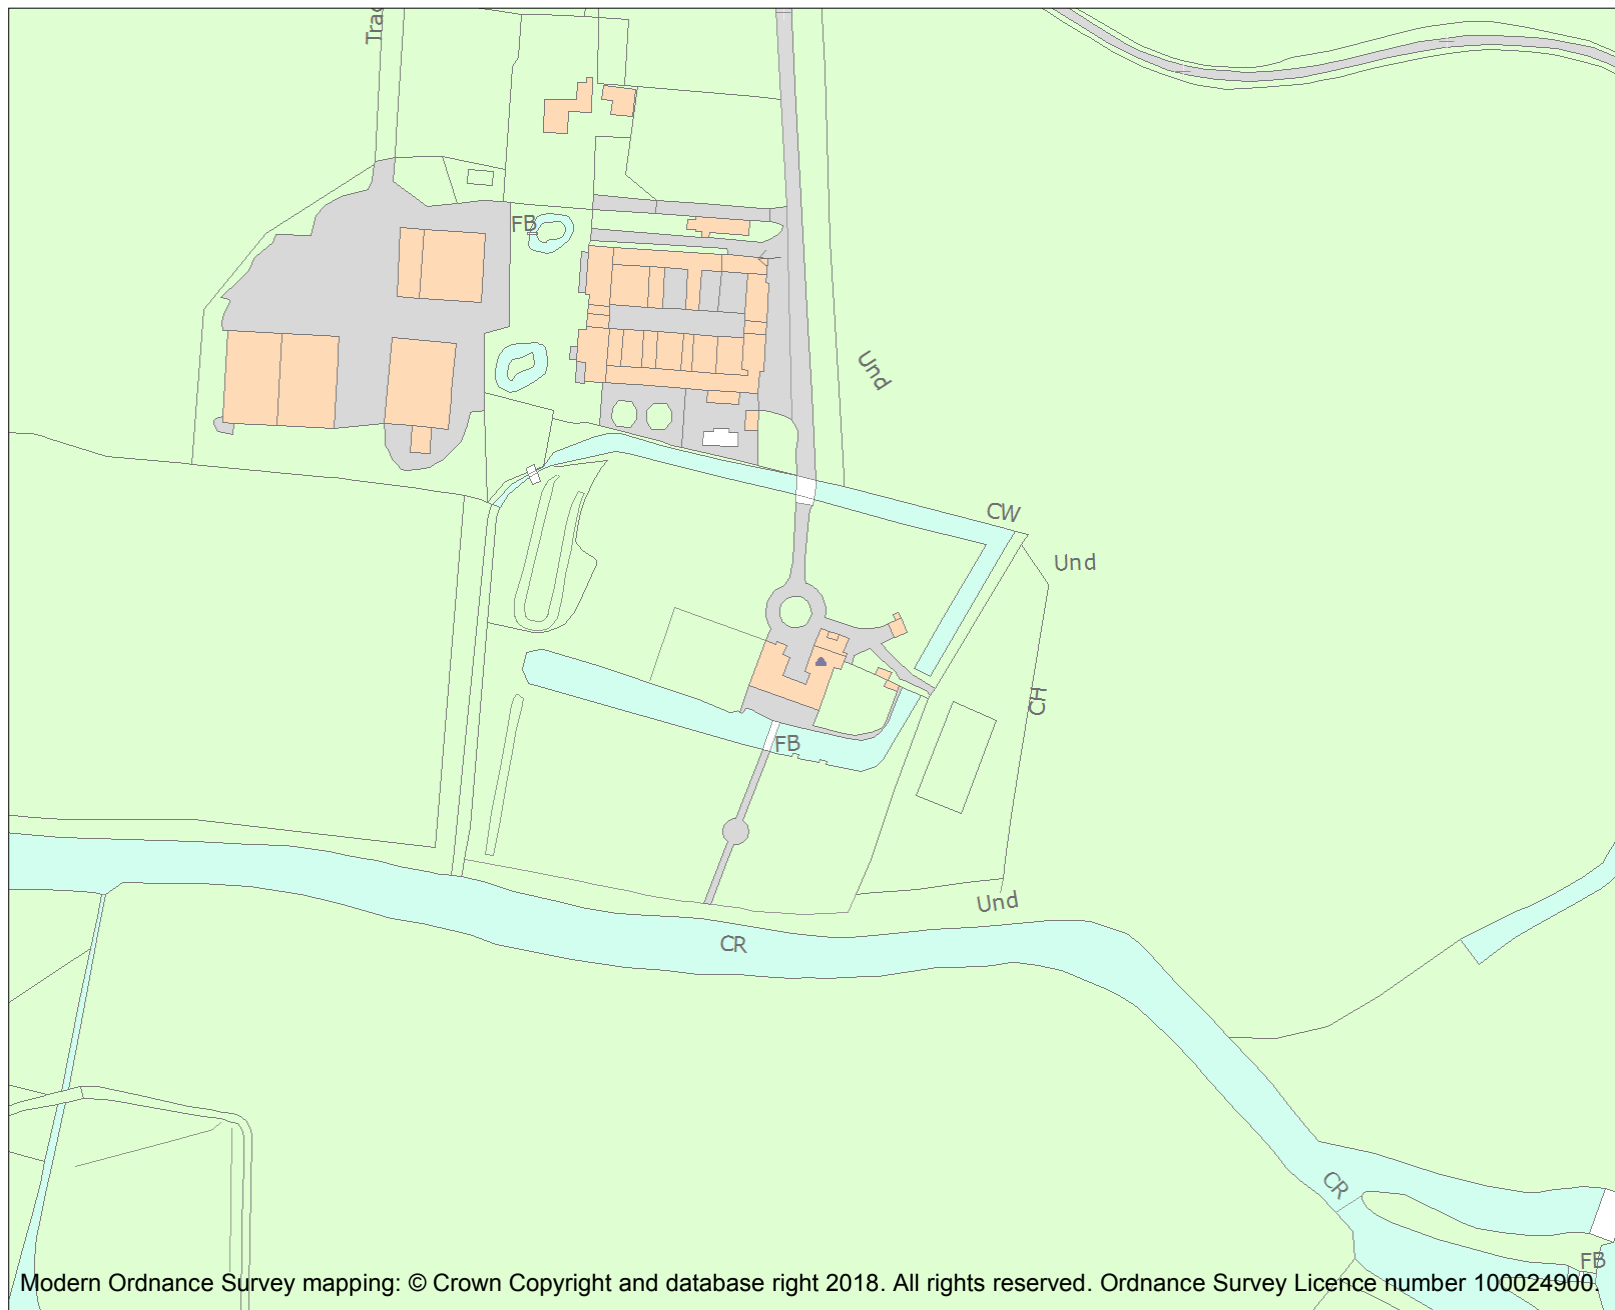 FB
Und
CW
Und
CH
FB
Und
CR
CR
FB
Modern Ordnance Survey mapping: © Crown Copyright and database right 2018. All rights reserved. Ordnance Survey Licence number 100024900.